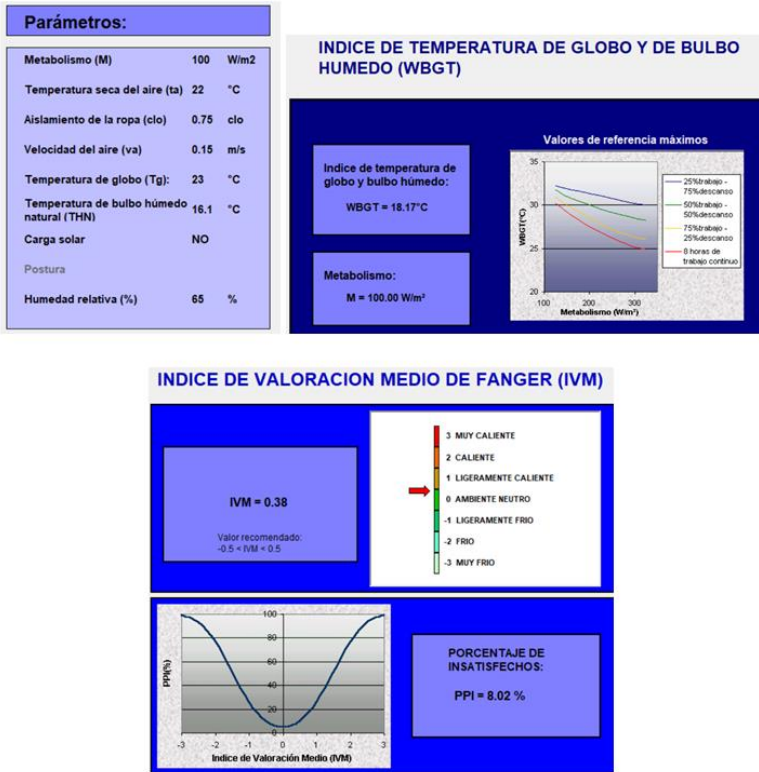 Parámetros:
Metabolismo (M) 100 W/m2
Temperatura seca del aire (ta) 22 °C
Aislamiento de la ropa (clo) 0.75 clo
Velocidad del aire (va) 0.15 m/s
Temperatura de globo (Tg): 23 °C
Temperatura de bulbo húmedo
natural (THN) 16.1 °C
Carga solar NO
Postura
Humedad relativa (%) 65 %
INDICE DE TEMPERATURA DE GLOBO Y DE BULBO
HUMEDO (WBGT)
Indice de temperatura de
globo y bulbo húmedo:
WBGT = 18.17°C
Metabolismo:
M = 100.00 W/m²
Valores de referencia máximos
35
30
25
20
WBGT(°C)
100 200 300
Metabolismo (W/m²)
25%trabajo -
75%descanso
50%trabajo -
50%descanso
75%trabajo -
25%descanso
8 horas de
trabajo continuo
INDICE DE VALORACION MEDIO DE FANGER (IVM)
IVM = 0.38
Valor recomendado:
-0.5 < IVM < 0.5
3 MUY CALIENTE
2 CALIENTE
1 LIGERAMENTE CALIENTE
0 AMBIENTE NEUTRO
-1 LIGERAMENTE FRIO
-2 FRIO
-3 MUY FRIO
100
80
60
40
20
0
PPI(%)
-3 -2 -1 0 1 2 3
Indice de Valoración Medio (IVM)
PORCENTAJE DE
INSATISFECHOS:
PPI = 8.02 %